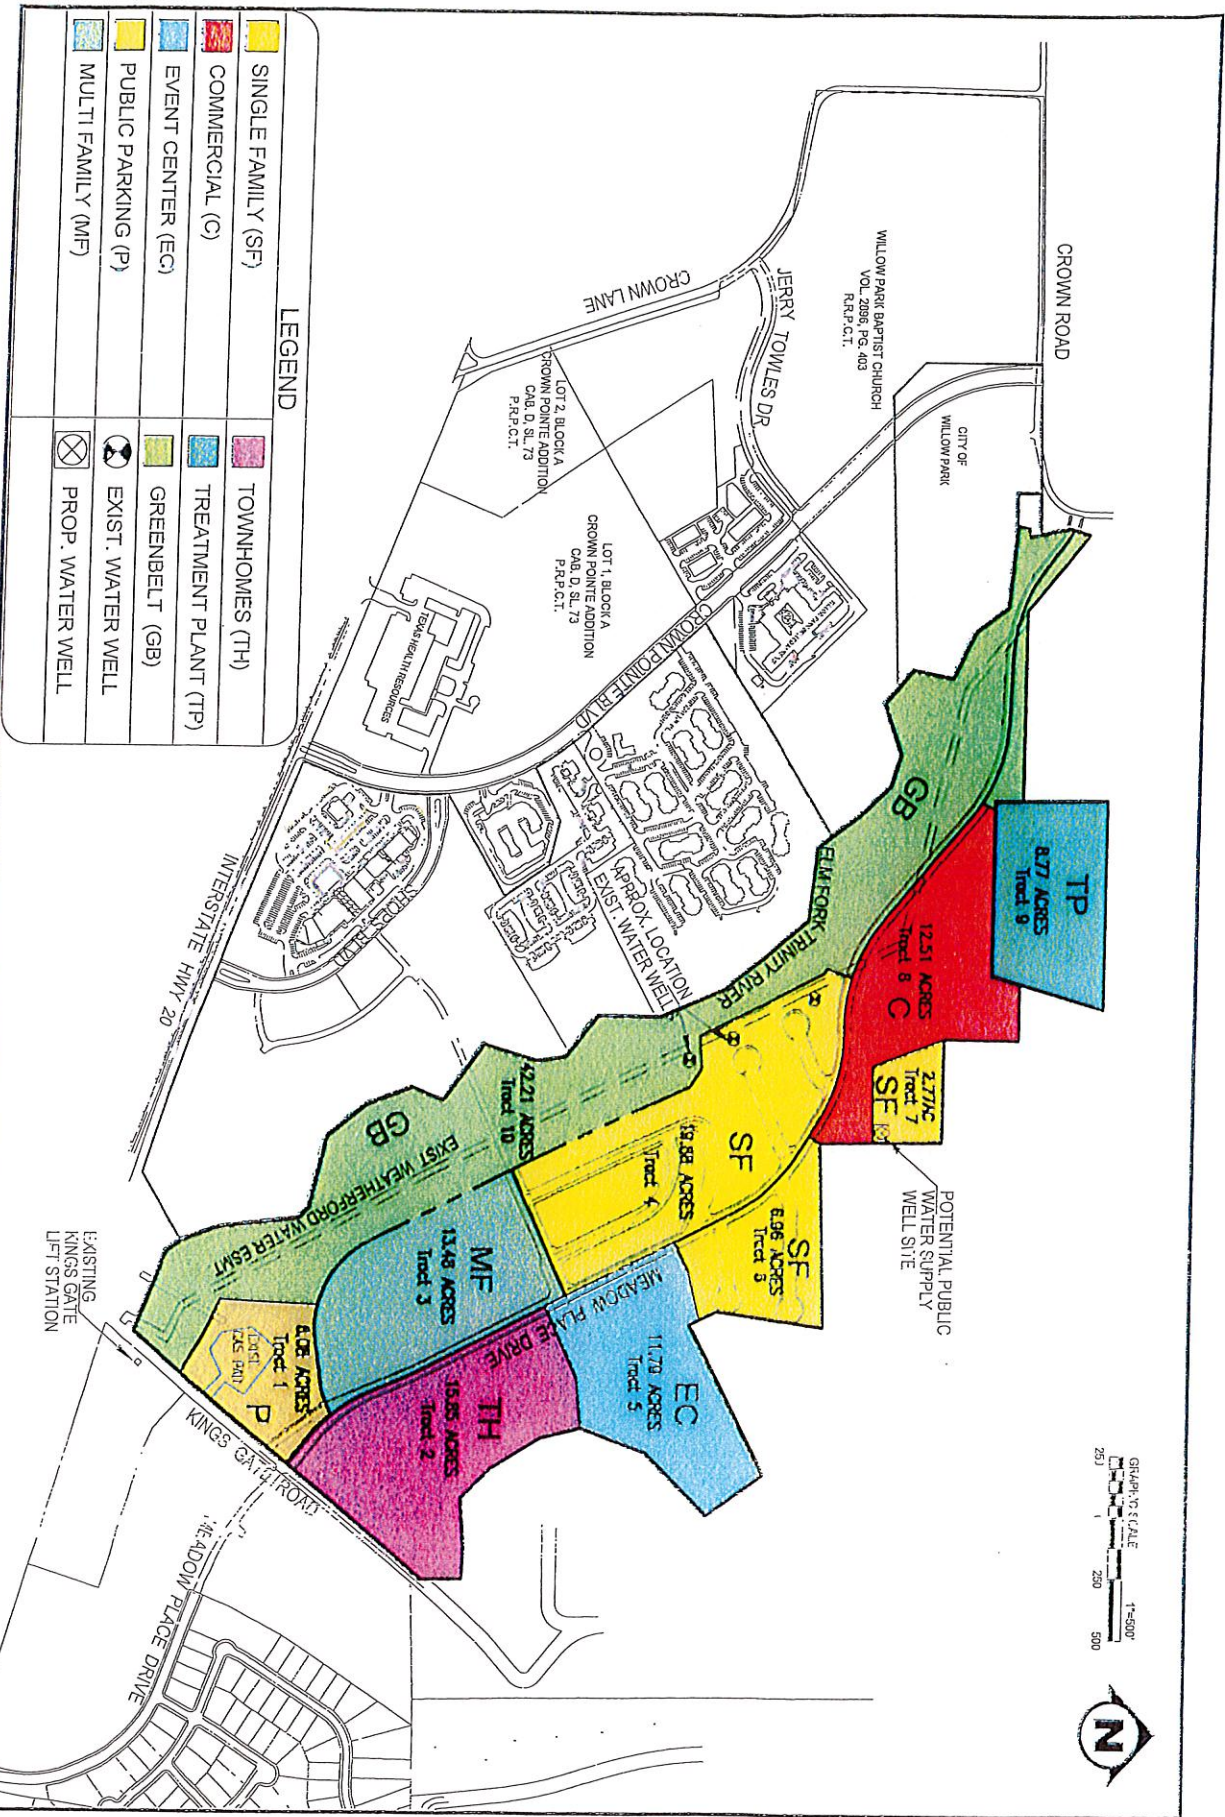 CROWN ROAD
WILLOW PARK BAPTIST CHURCH
VOL. 2096, PG. 403
R.R.P.C.T.
CITY OF
WILLOW PARK
JERRY TOWLES DR
CROWN LANE
LOT 2, BLOCK A
CROWN POINTE ADDITION
CAB. D, SL. 73
P.R.P.C.T.
LOT 1, BLOCK A
CROWN POINTE ADDITION
CAB. D, SL. 73
P.R.P.C.T.
CROWN POINTE BLVD
TEXAS HEALTH RESOURCES
SHOPS BLVD
INTERSTATE HWY 20
APPROX. LOCATION
EXIST. WATER WELL
ELM FORK TRINITY RIVER
GB
TP
8.77 ACRES
Tract 9
12.51 ACRES
Tract 8
C
2.77AC
Tract 7
SF
POTENTIAL PUBLIC
WATER SUPPLY
WELL SITE
SF
Tract 4
SF
6.96 ACRES
Tract 6
EC
11.79 ACRES
Tract 5
MEADOW PLACE DRIVE
42.21 ACRES
Tract 10
GB
EXIST WEATHERFORD WATER ESMT
MF
13.48 ACRES
Tract 3
TH
15.85 ACRES
Tract 2
ACRES
Tract 1
P
EXISTING
KINGS GATE
LIFT STATION
KINGS GATE ROAD
MEADOW PLACE DRIVE
GRAPHIC SCALE 1"=500'
250 500
N
LEGEND
SINGLE FAMILY (SF)
COMMERCIAL (C)
EVENT CENTER (EC)
PUBLIC PARKING (P)
MULTI FAMILY (MF)
TOWNHOMES (TH)
TREATMENT PLANT (TP)
GREENBELT (GB)
EXIST. WATER WELL
PROP. WATER WELL